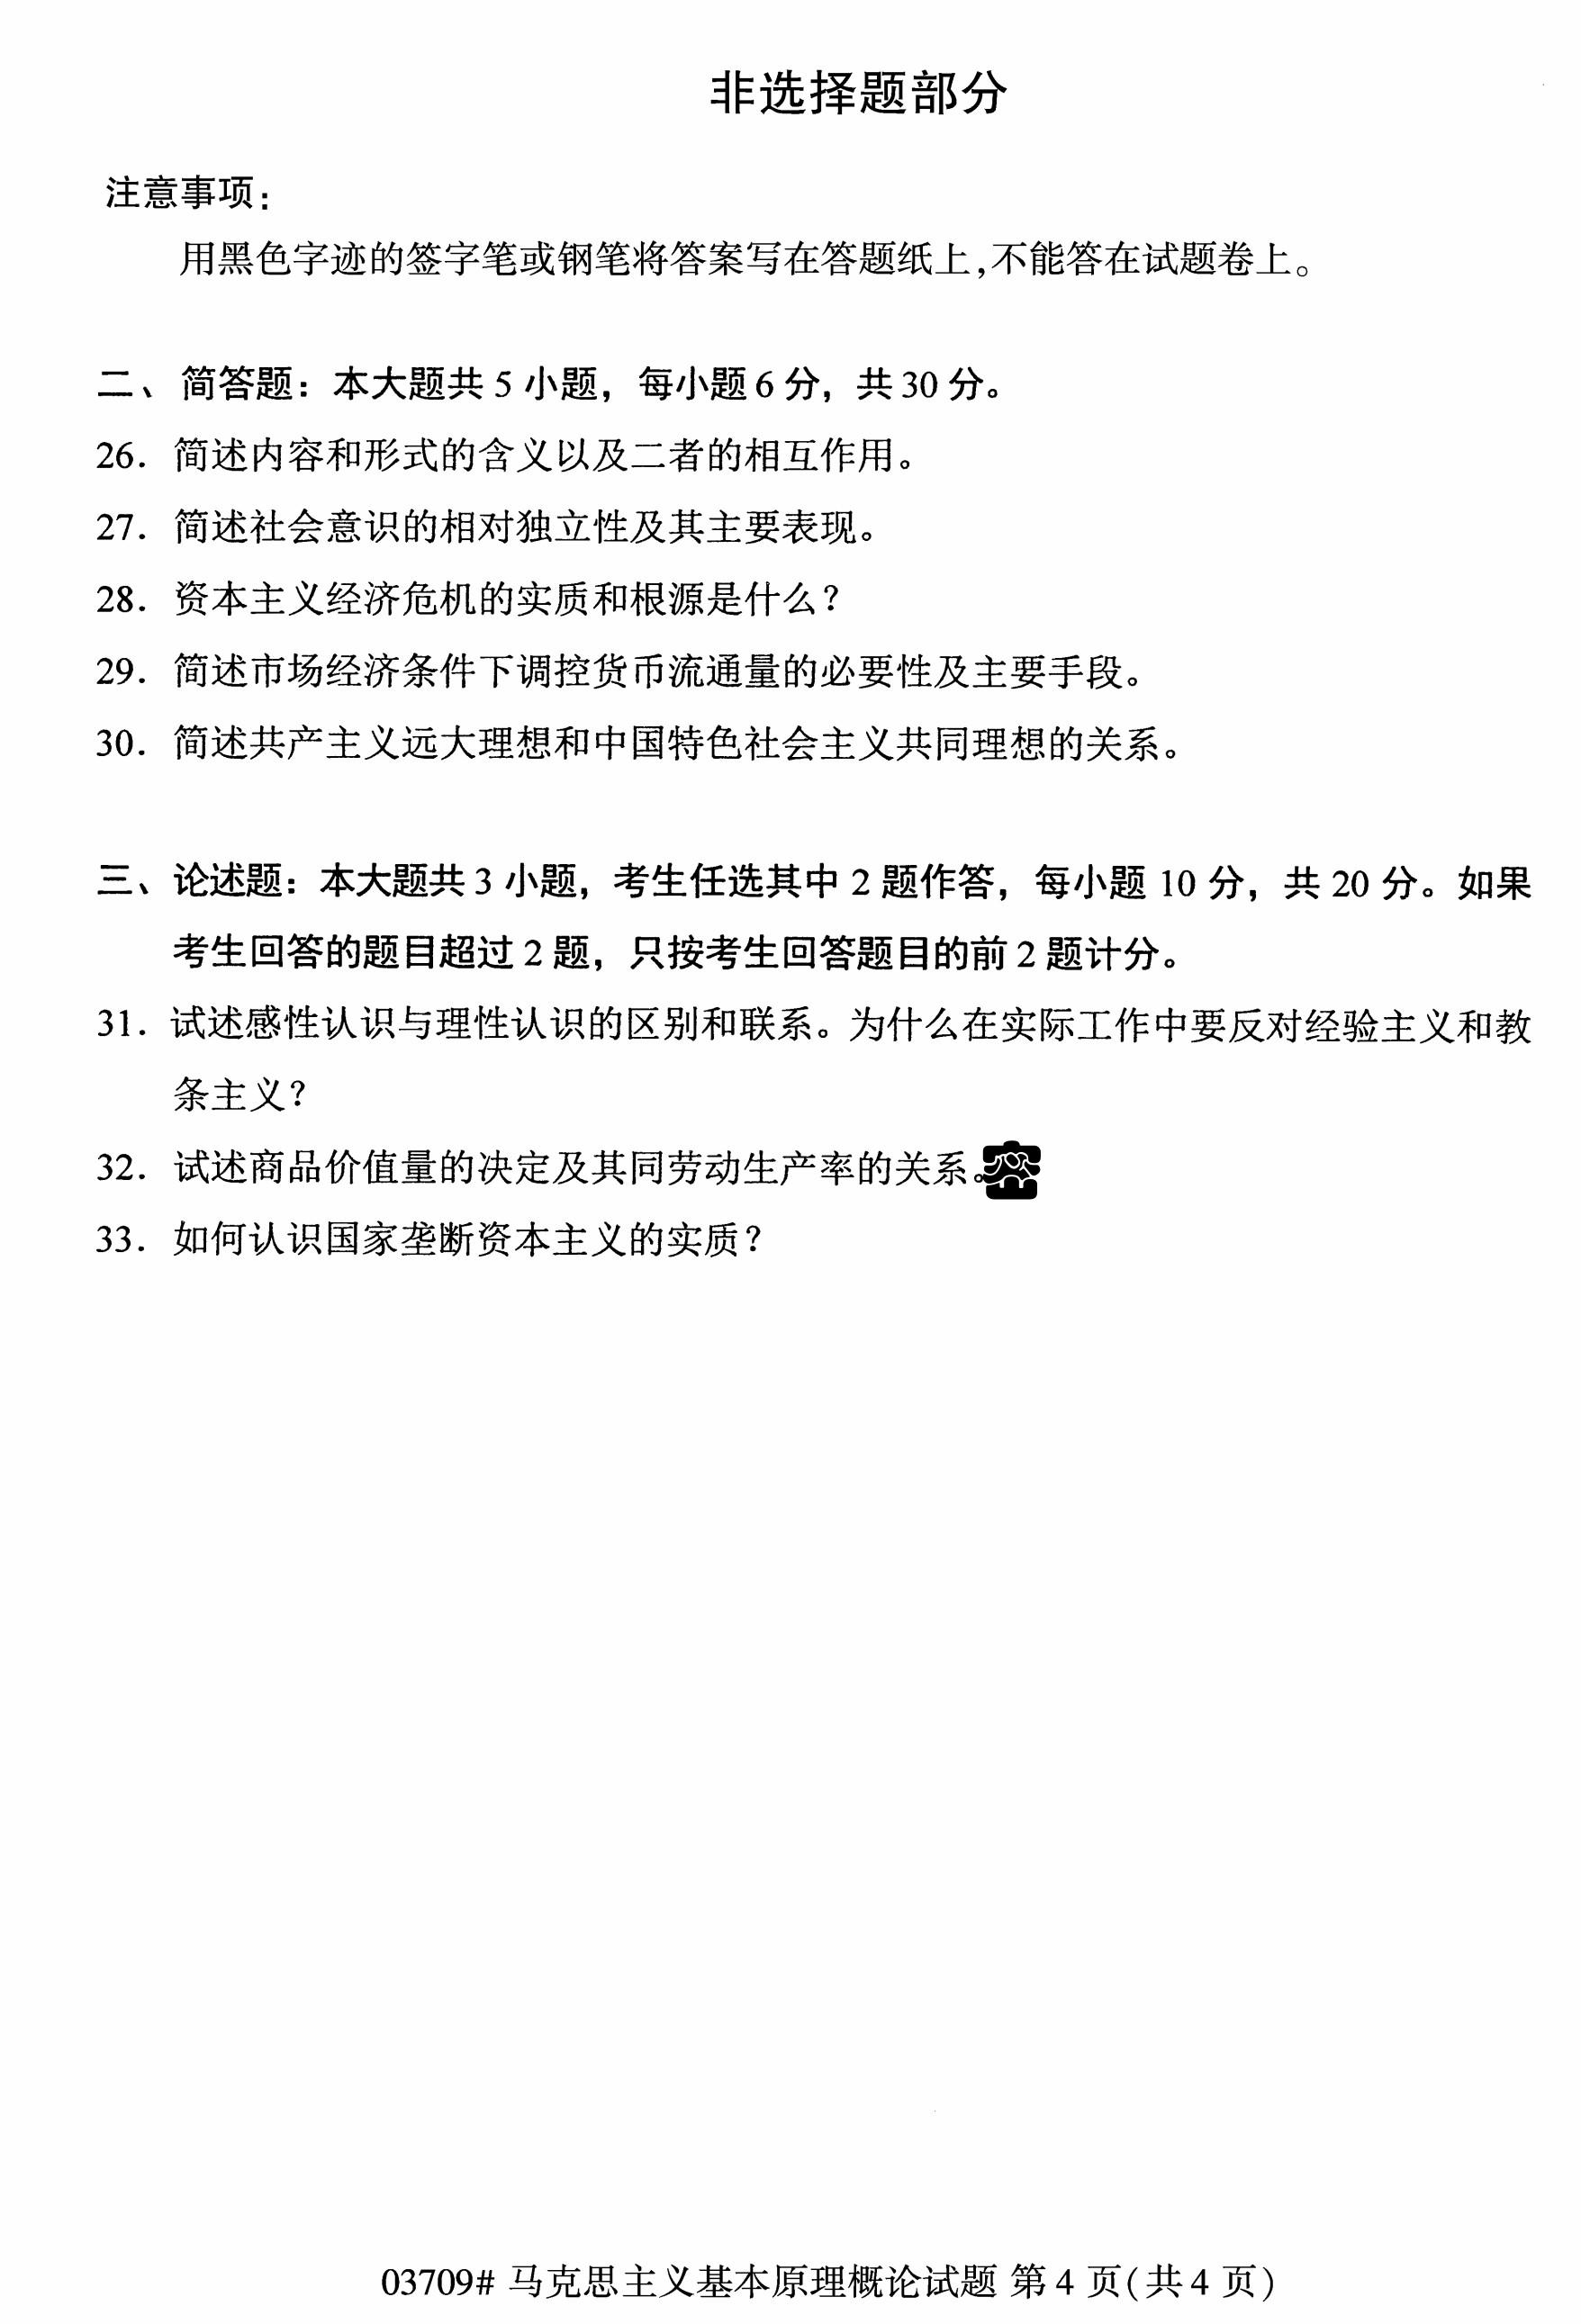 非选择题部分
注意事项：
用黑色字迹的签字笔或钢笔将答案写在答题纸上,不能答在试题卷上。
二、简答题：本大题共5小题，每小题6分，共30分。
26. 简述内容和形式的含义以及二者的相互作用。
27. 简述社会意识的相对独立性及其主要表现。
28. 资本主义经济危机的实质和根源是什么？
29. 简述市场经济条件下调控货币流通量的必要性及主要手段。
30. 简述共产主义远大理想和中国特色社会主义共同理想的关系。
三、论述题：本大题共3小题，考生任选其中2题作答，每小题10分，共20分。如果
考生回答的题目超过2题，只按考生回答题目的前2题计分。
31. 试述感性认识与理性认识的区别和联系。为什么在实际工作中要反对经验主义和教
条主义？
32. 试述商品价值量的决定及其同劳动生产率的关系。
33. 如何认识国家垄断资本主义的实质？
03709# 马克思主义基本原理概论试题 第4页(共4页)